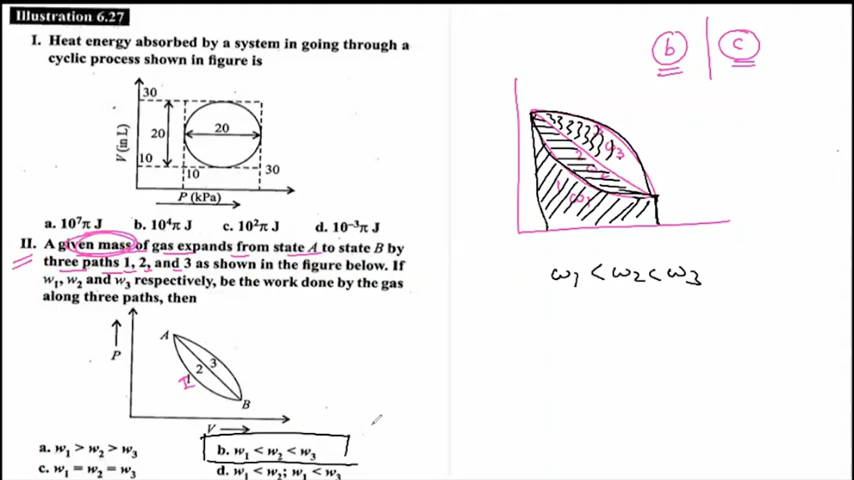 Illustration 6.27
I. Heat energy absorbed by a system in going through a
cyclic process shown in figure is
30
20
20
V (in L)
10
10
30
P (kPa)
a. 10⁷π J b. 10⁴π J c. 10²π J d. 10⁻³π J
II. A given mass of gas expands from state A to state B by
three paths 1, 2, and 3 as shown in the figure below. If
w₁, w₂ and w₃ respectively, be the work done by the gas
along three paths, then
A
P
3
2
1
B
V
a. w₁ > w₂ > w₃ b. w₁ < w₂ < w₃
c. w₁ = w₂ = w₃ d. w₁ < w₂; w₁ < w₃
b c
ω₁ < ω₂ < ω₃